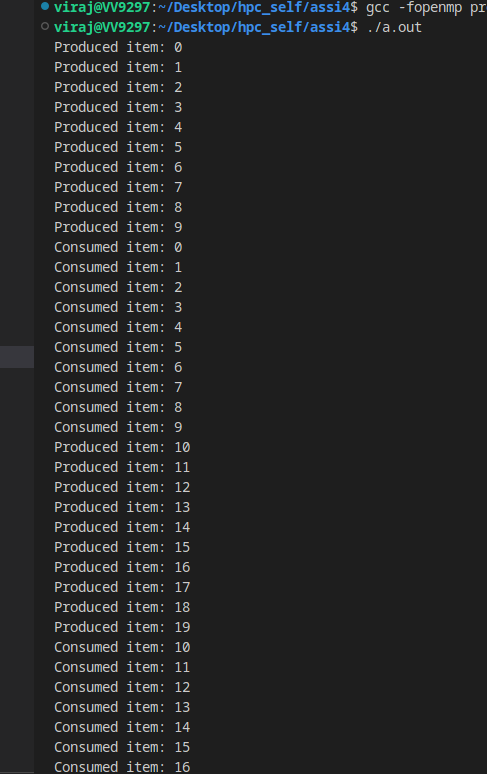 viraj@VV9297:~/Desktop/hpc_self/assi4$ gcc -fopenmp pr
viraj@VV9297:~/Desktop/hpc_self/assi4$ ./a.out
Produced item: 0
Produced item: 1
Produced item: 2
Produced item: 3
Produced item: 4
Produced item: 5
Produced item: 6
Produced item: 7
Produced item: 8
Produced item: 9
Consumed item: 0
Consumed item: 1
Consumed item: 2
Consumed item: 3
Consumed item: 4
Consumed item: 5
Consumed item: 6
Consumed item: 7
Consumed item: 8
Consumed item: 9
Produced item: 10
Produced item: 11
Produced item: 12
Produced item: 13
Produced item: 14
Produced item: 15
Produced item: 16
Produced item: 17
Produced item: 18
Produced item: 19
Consumed item: 10
Consumed item: 11
Consumed item: 12
Consumed item: 13
Consumed item: 14
Consumed item: 15
Consumed item: 16